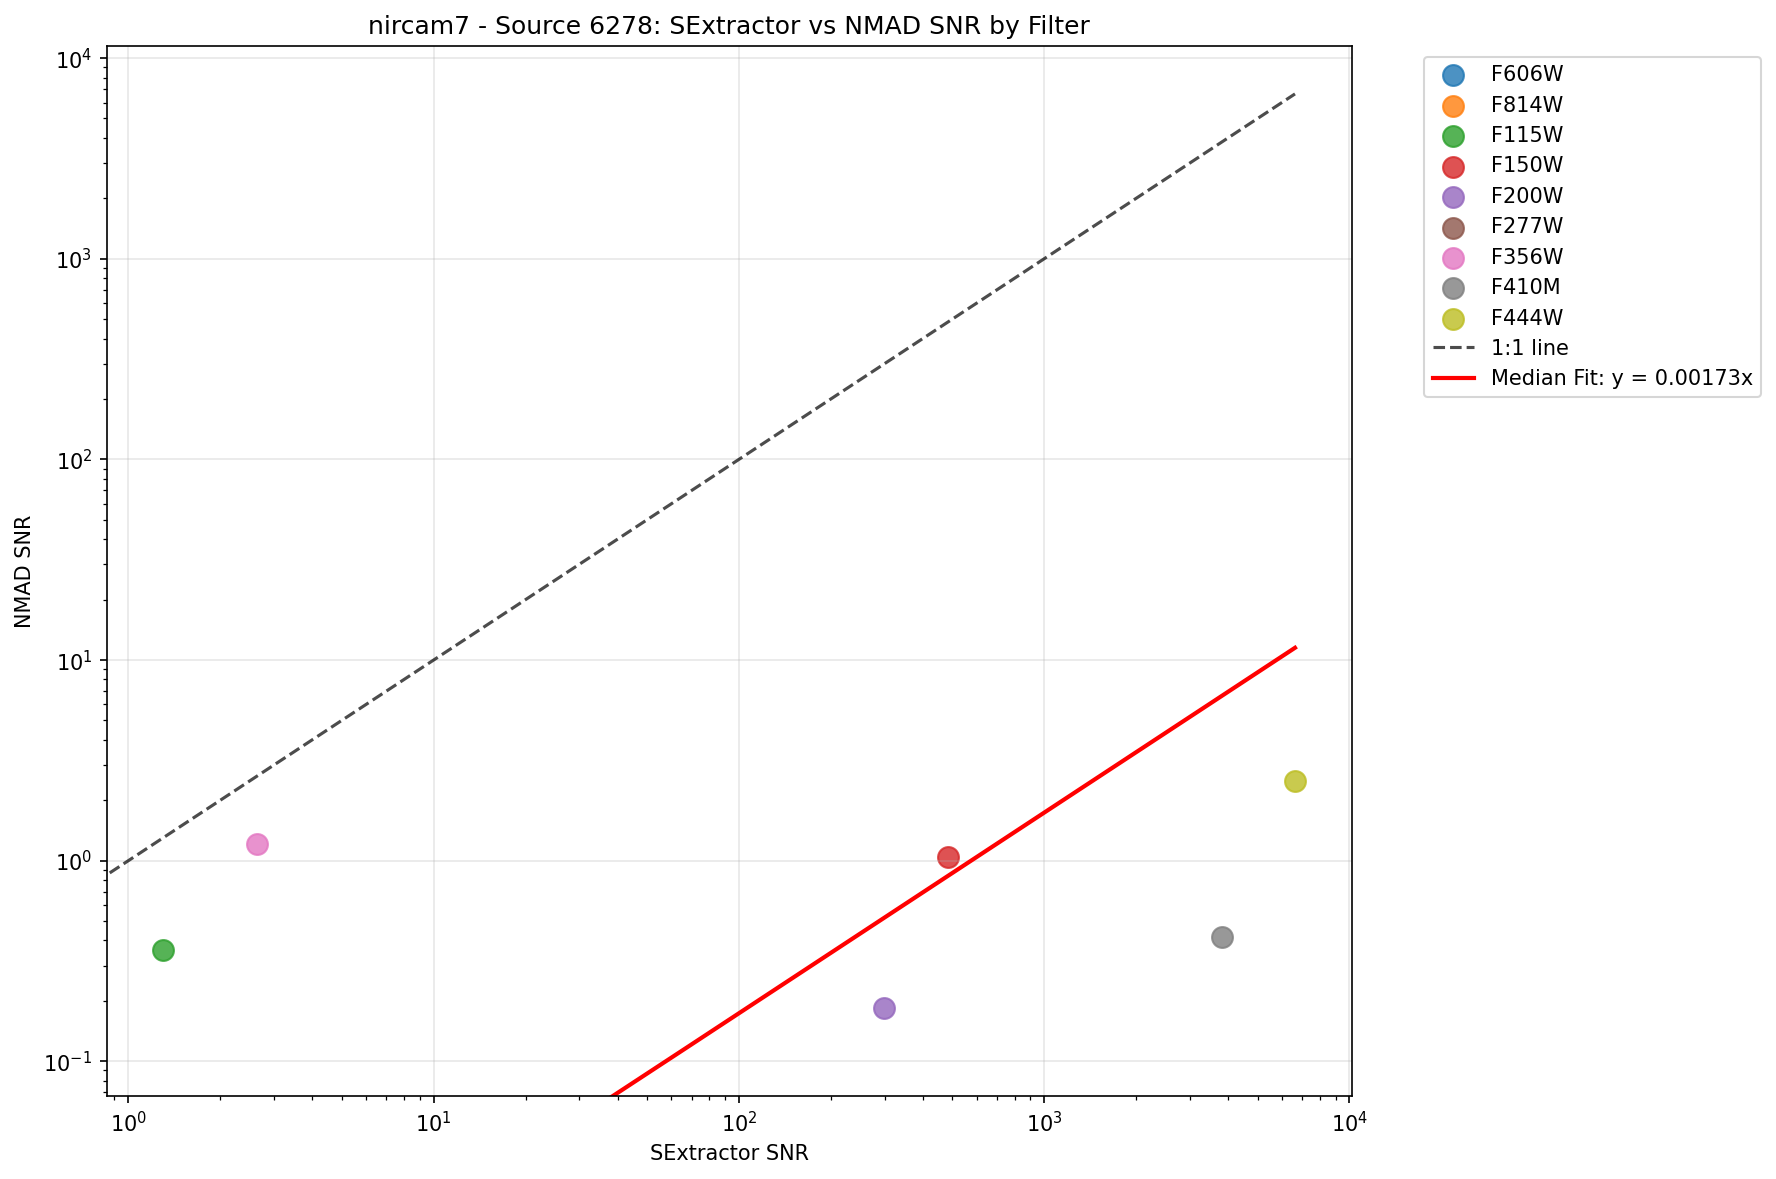 nircam7 - Source 6278: SExtractor vs NMAD SNR by Filter
NMAD SNR
10⁴
10³
10²
10¹
10⁰
10⁻¹
10⁰ 10¹ 10² 10³ 10⁴
SExtractor SNR
F606W
F814W
F115W
F150W
F200W
F277W
F356W
F410M
F444W
1:1 line
Median Fit: y = 0.00173x